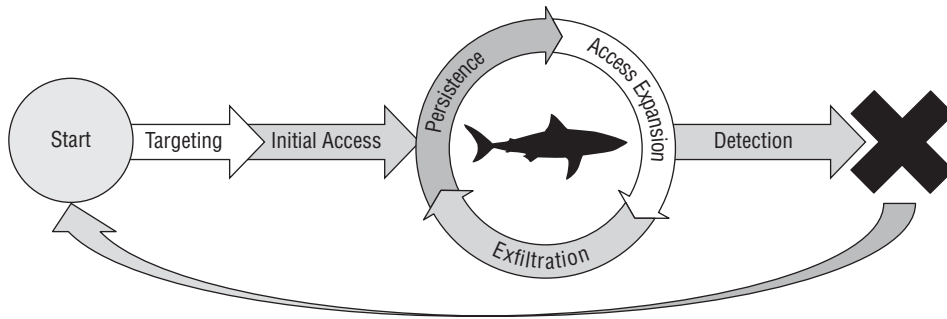 Start
Targeting
Initial Access
Persistence
Access Expansion
Exfiltration
Detection